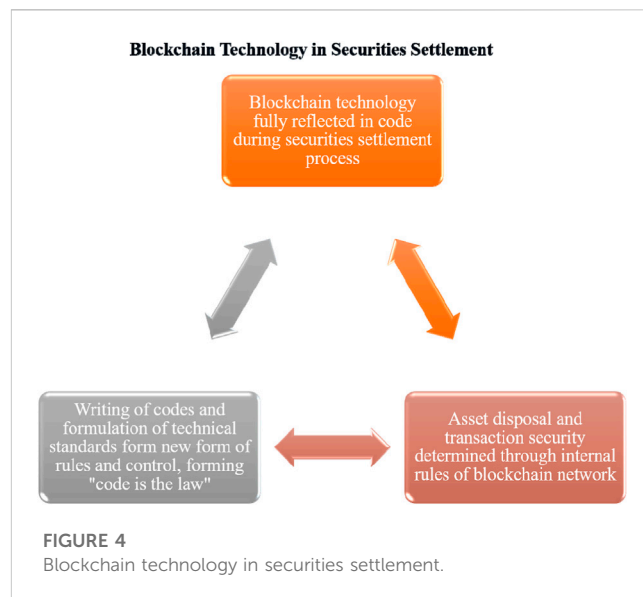 Blockchain Technology in Securities Settlement
Blockchain technology
fully reflected in code
during securities settlement
process
Writing of codes and
formulation of technical
standards form new form of
rules and control, forming
"code is the law"
Asset disposal and
transaction security
determined through internal
rules of blockchain network
FIGURE 4
Blockchain technology in securities settlement.